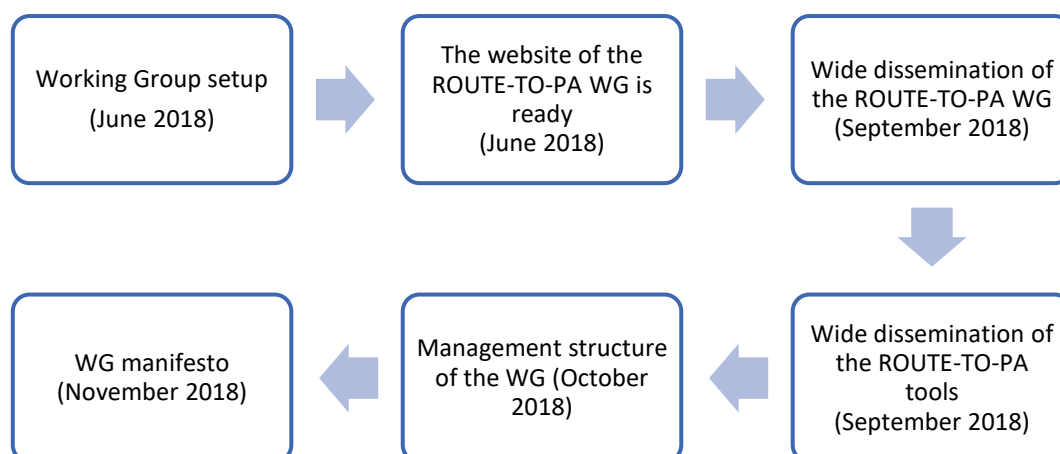 Working Group setup
(June 2018)
The website of the
ROUTE-TO-PA WG is
ready
(June 2018)
Wide dissemination of
the ROUTE-TO-PA WG
(September 2018)
Wide dissemination of
the ROUTE-TO-PA
tools
(September 2018)
Management structure
of the WG (October
2018)
WG manifesto
(November 2018)